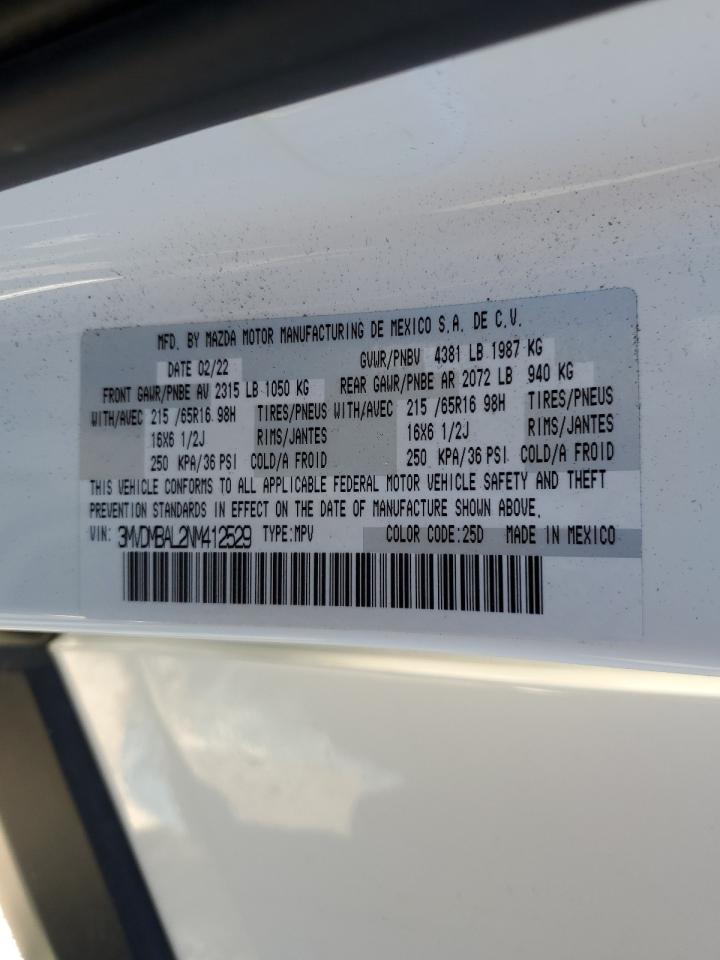 MFD. BY MAZDA MOTOR MANUFACTURING DE MEXICO S.A. DE C.V.
DATE 02/22 GVWR/PNBV 4381 LB 1987 KG
FRONT GAWR/PNBE AV 2315 LB 1050 KG REAR GAWR/PNBE AR 2072 LB 940 KG
WITH/AVEC 215 /65R16 98H TIRES/PNEUS WITH/AVEC 215 /65R16 98H TIRES/PNEUS
16X6 1/2J RIMS/JANTES 16X6 1/2J RIMS/JANTES
250 KPA/36 PSI COLD/A FROID 250 KPA/36 PSI COLD/A FROID
THIS VEHICLE CONFORMS TO ALL APPLICABLE FEDERAL MOTOR VEHICLE SAFETY AND THEFT
PREVENTION STANDARDS IN EFFECT ON THE DATE OF MANUFACTURE SHOWN ABOVE.
VIN: 3MVDMBAL2NM412529 TYPE:MPV COLOR CODE:25D MADE IN MEXICO